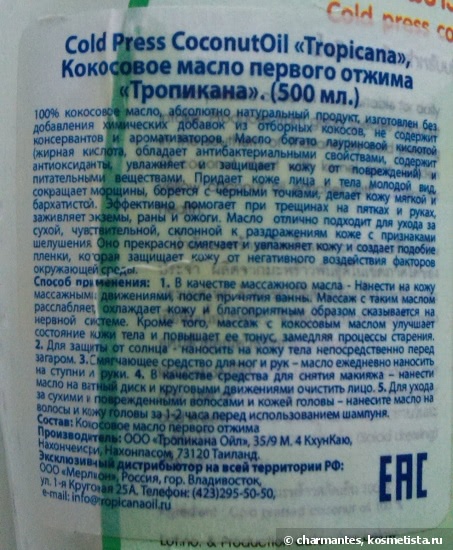 Cold press co
Cold Press CoconutOil «Tropicana»,
Кокосовое масло первого отжима
«Тропикана». (500 мл.)
100% кокосовое масло, абсолютно натуральный продукт, изготовлен без
добавления химических добавок из отборных кокосов, не содержит
консервантов и ароматизаторов. Масло богато лауриновой кислотой
(жирная кислота, обладает антибактериальными свойствами, содержит
антиоксиданты, увлажняет и защищает кожу от повреждений) и
питательными веществами. Придает коже лица и тела молодой вид,
сокращает морщины, борется с черными точками, делает кожу мягкой и
бархатистой. Эффективно помогает при трещинах на пятках и руках,
заживляет экземы, раны и ожоги. Масло отлично подходит для ухода за
сухой, чувствительной, склонной к раздражениям коже с признаками
шелушения. Оно прекрасно смягчает и увлажняет кожу и создает подобие
пленки, которая защищает кожу от негативного воздействия факторов
окружающей среды.
Способ применения: 1. В качестве массажного масла - Нанести на кожу
массажными движениями, после принятия ванны. Массаж с таким маслом
расслабляет, охлаждает кожу и благоприятным образом сказывается на
нервной системе. Кроме того, массаж с кокосовым маслом улучшает
состояние кожи тела и повышает ее тонус, замедляя процессы старения.
2. Для защиты от солнца - наносить на кожу тела непосредственно перед
загаром. 3. Смягчающее средство для ног и рук – масло ежедневно наносить
на ступни и руки. 4. В качестве средства для снятия макияжа – нанести
масло на ватный диск и круговыми движениями очистить лицо. 5. Для ухода
за сухими и поврежденными волосами и кожей головы – нанесите масло на
волосы и кожу головы за 1-2 часа перед использованием шампуня.
Состав: Кокосовое масло первого отжима
Производитель: ООО «Тропикана Ойл», 35/9 М. 4 КхунКаю,
Накончеиси, Нахонпасом, 73120 Таиланд.
Эксклюзивный дистрибьютор на всей территории РФ:
ООО «Мерлион», Россия, гор. Владивосток,
ул. 1-я Круговая 25А, Телефон: (423)295-50-50,
e-mail: info@tropicanaoil.ru
EAC
© charmantes, kosmetista.ru